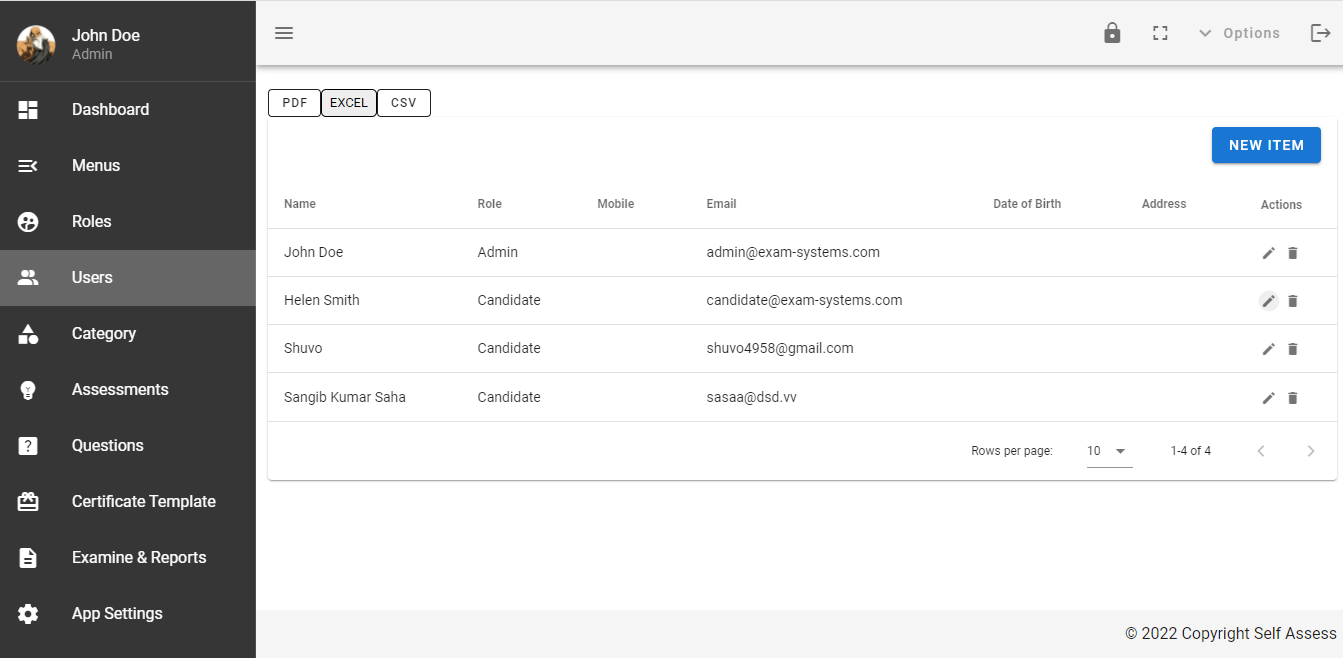 John Doe
Admin
Dashboard
Menus
Roles
Users
Category
Assessments
? Questions
Certificate Template
Examine & Reports
App Settings
Options
PDF EXCEL CSV
NEW ITEM
Name Role Mobile Email Date of Birth Address Actions
John Doe Admin admin@exam-systems.com
Helen Smith Candidate candidate@exam-systems.com
Shuvo Candidate shuvo4958@gmail.com
Sangib Kumar Saha Candidate sasaa@dsd.vv
Rows per page: 10 1-4 of 4
© 2022 Copyright Self Assess